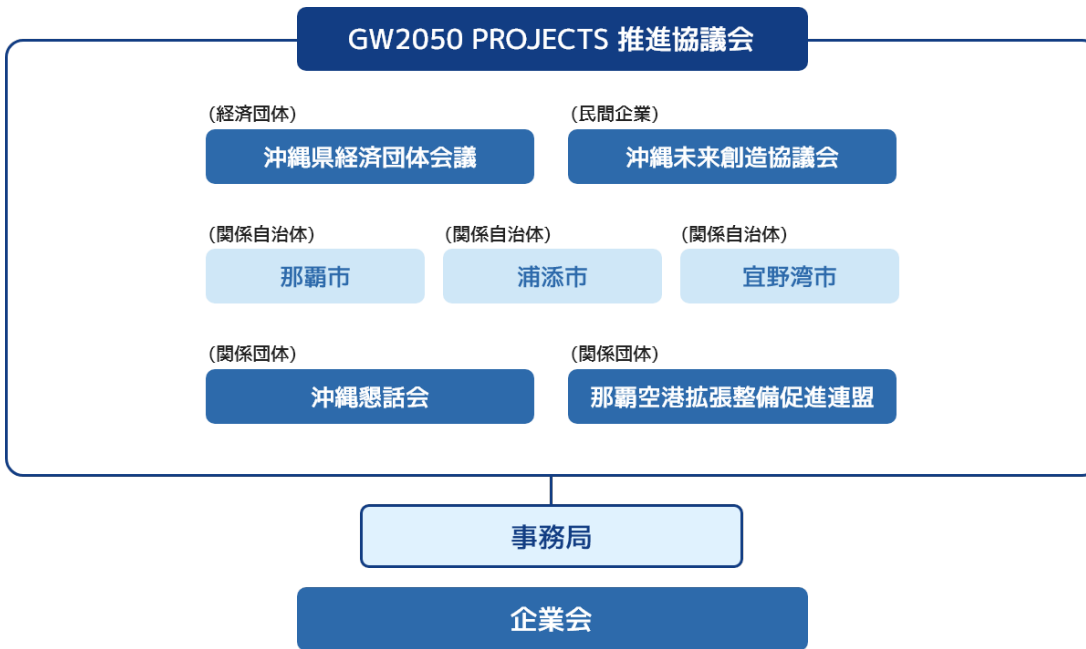 GW2050 PROJECTS 推進協議会
(経済団体)
沖縄県経済団体会議
(民間企業)
沖縄未来創造協議会
(関係自治体)
那覇市
(関係自治体)
浦添市
(関係自治体)
宜野湾市
(関係団体)
沖縄懇話会
(関係団体)
那覇空港拡張整備促進連盟
事務局
企業会